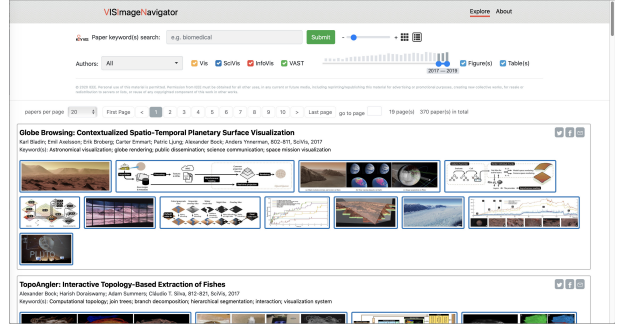 VISImageNavigator
Explore About
Paper keyword(s) search: e.g. biomedical Submit - +
Authors: All Vis SciVis InfoVis VAST Figure(s) Table(s)
2017 — 2019
papers per page 20 First Page < 1 2 3 4 5 6 7 8 9 10 > Last page go to page 19 page(s) 370 paper(s) in total
Globe Browsing: Contextualized Spatio-Temporal Planetary Surface Visualization
Karl Bladin; Emil Axelsson; Erik Broberg; Carter Emmart; Patric Ljung; Alexander Bock; Anders Ynnerman, 802-811, SciVis, 2017
Keyword(s): Astronomical visualization; globe rendering; public dissemination; science communication; space mission visualization
PLUTO
TopoAngler: Interactive Topology-Based Extraction of Fishes
Alexander Bock; Harish Doraiswamy; Adam Summers; Cláudio T. Silva, 812-821, SciVis, 2017
Keyword(s): Computational topology; join trees; branch decomposition; hierarchical segmentation; interaction; visualization system